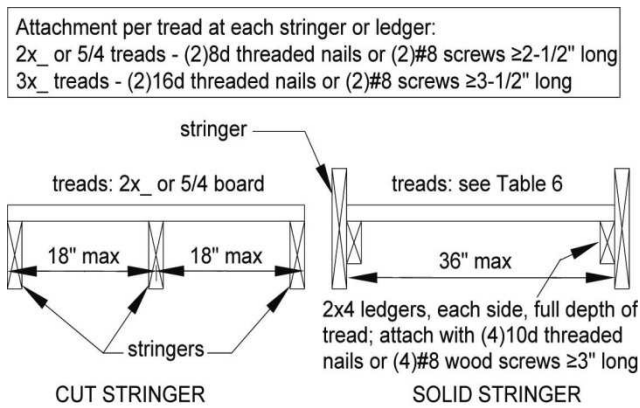 Attachment per tread at each stringer or ledger:
2x_ or 5/4 treads - (2)8d threaded nails or (2)#8 screws ≥2-1/2" long
3x_ treads - (2)16d threaded nails or (2)#8 screws ≥3-1/2" long
stringer
treads: 2x_ or 5/4 board
18" max
18" max
stringers
CUT STRINGER
treads: see Table 6
36" max
2x4 ledgers, each side, full depth of
tread; attach with (4)10d threaded
nails or (4)#8 wood screws ≥3" long
SOLID STRINGER